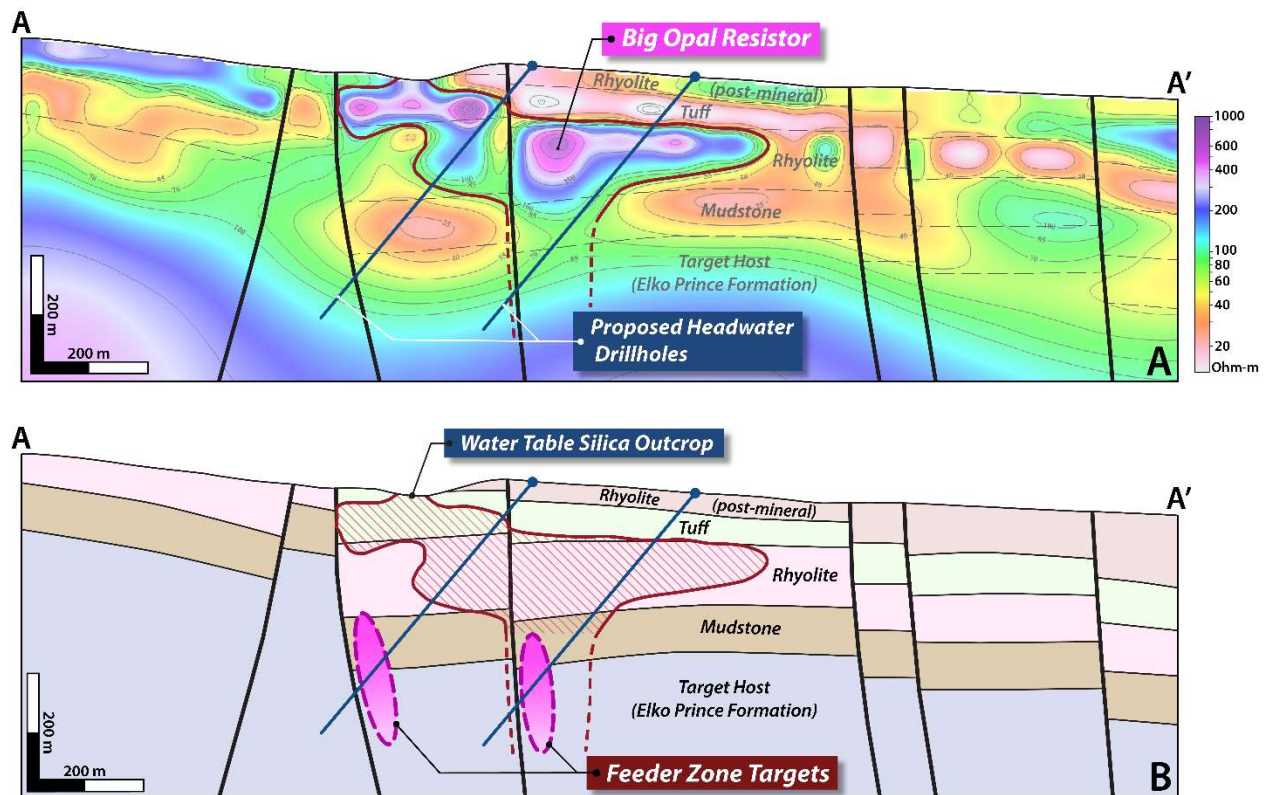 A
Big Opal Resistor
A'
Rhyolite
(post-mineral)
Tuff
Rhyolite
Mudstone
Target Host
(Elko Prince Formation)
Proposed Headwater
Drillholes
200 m
200 m
A
1000
600
400
200
100
80
60
40
20
Ohm-m
A
Water Table Silica Outcrop
A'
Rhyolite
(post-mineral)
Tuff
Rhyolite
Mudstone
Target Host
(Elko Prince Formation)
200 m
200 m
Feeder Zone Targets
B